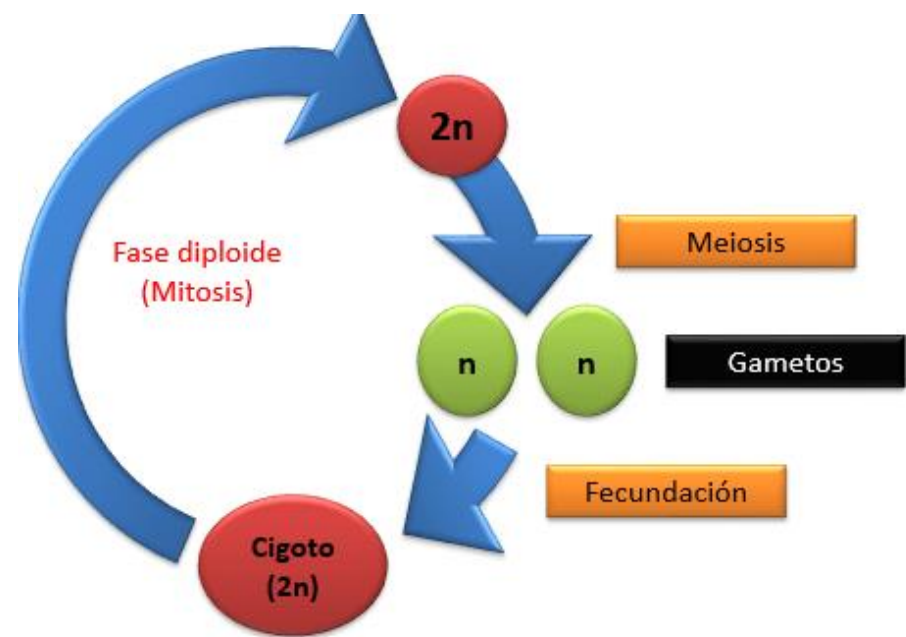 2n
Fase diploide
(Mitosis)
Meiosis
n
n
Gametos
Fecundación
Cigoto
(2n)